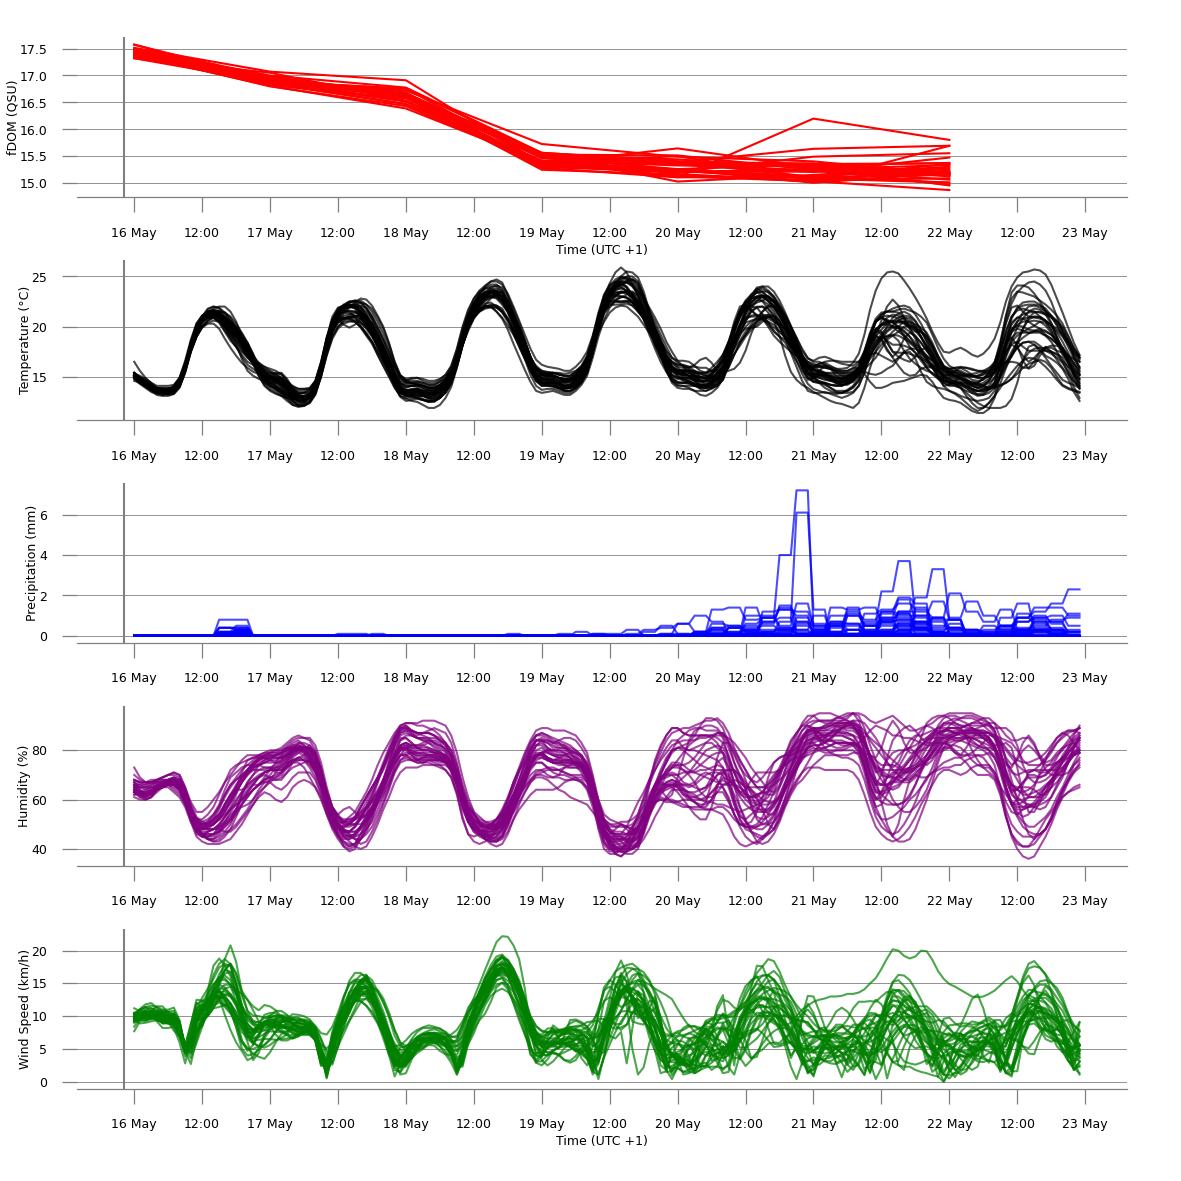 fDOM (QSU)
17.5
17.0
16.5
16.0
15.5
15.0
16 May 12:00 17 May 12:00 18 May 12:00 19 May 12:00 20 May 12:00 21 May 12:00 22 May 12:00 23 May
Time (UTC +1)
Temperature (°C)
25
20
15
16 May 12:00 17 May 12:00 18 May 12:00 19 May 12:00 20 May 12:00 21 May 12:00 22 May 12:00 23 May
Precipitation (mm)
6
4
2
0
16 May 12:00 17 May 12:00 18 May 12:00 19 May 12:00 20 May 12:00 21 May 12:00 22 May 12:00 23 May
Humidity (%)
80
60
40
16 May 12:00 17 May 12:00 18 May 12:00 19 May 12:00 20 May 12:00 21 May 12:00 22 May 12:00 23 May
Wind Speed (km/h)
20
15
10
5
0
16 May 12:00 17 May 12:00 18 May 12:00 19 May 12:00 20 May 12:00 21 May 12:00 22 May 12:00 23 May
Time (UTC +1)